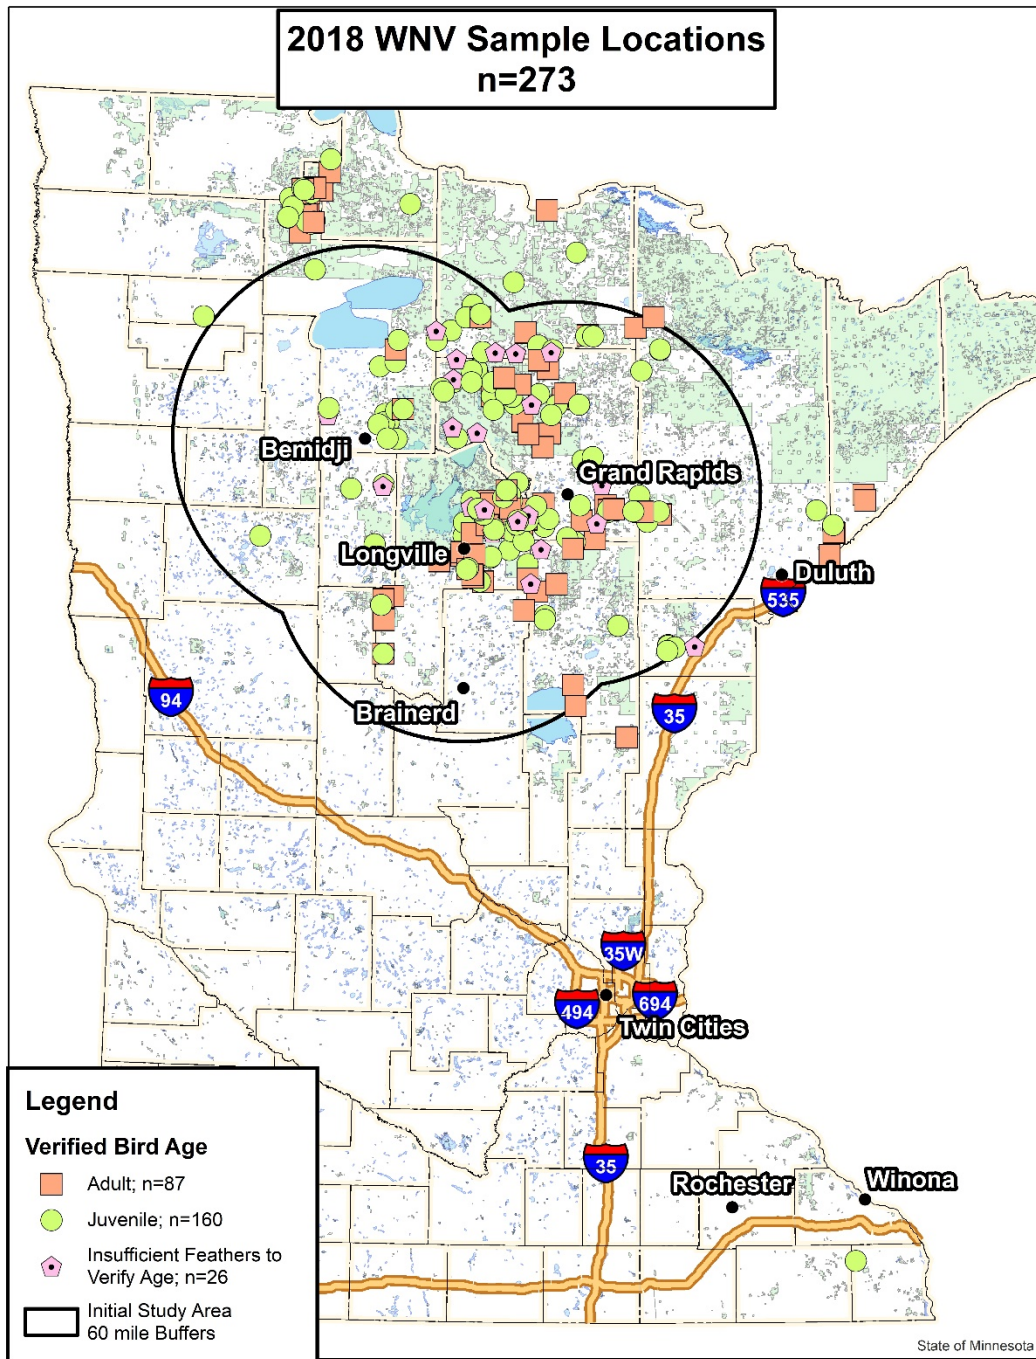 2018 WNV Sample Locations
n=273
Bemidji
Grand Rapids
Longville
Duluth
535
94
Brainerd
35
35W
494
694
Twin Cities
35
Rochester
Winona
Legend
Verified Bird Age
Adult; n=87
Juvenile; n=160
Insufficient Feathers to
Verify Age; n=26
Initial Study Area
60 mile Buffers
State of Minnesota